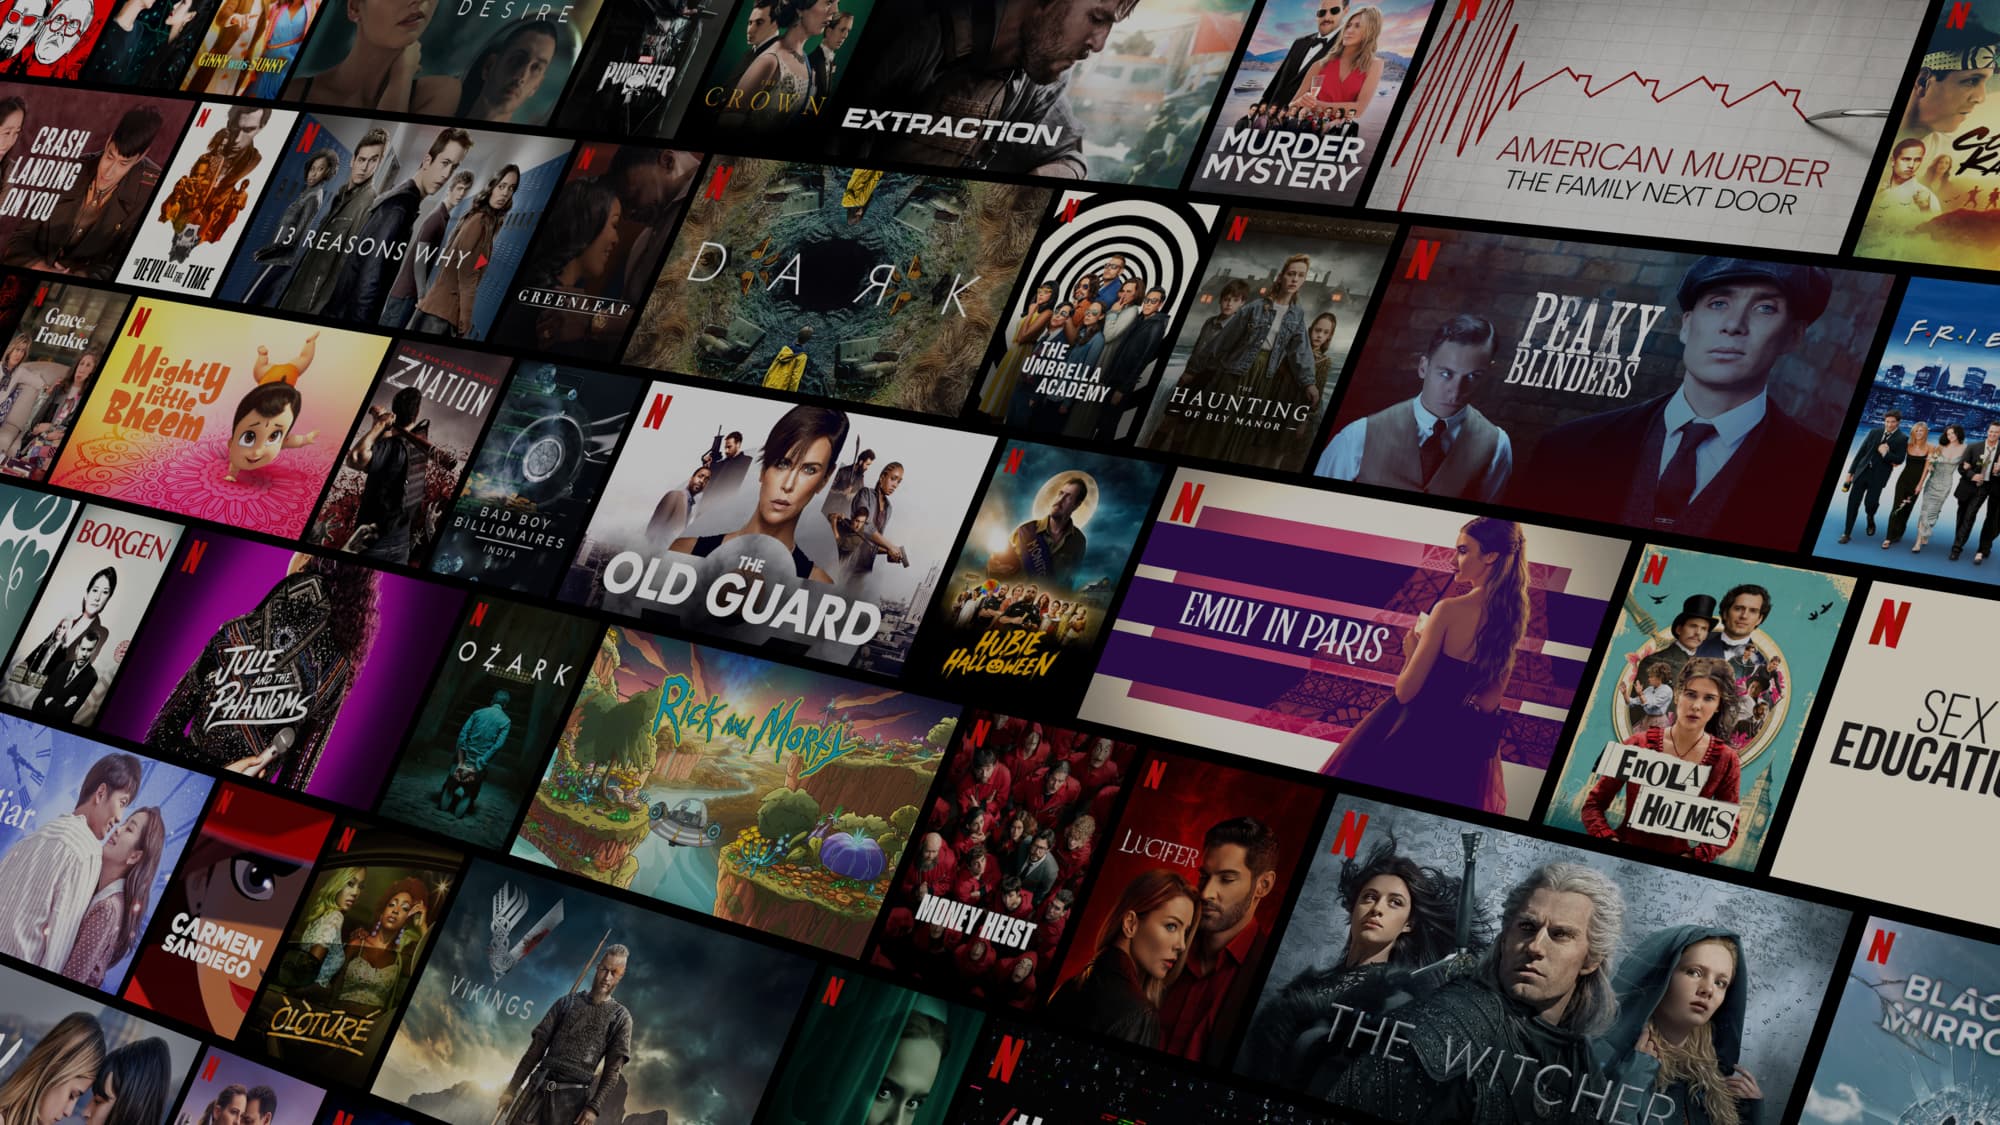 DESIRE
GINNY WEDS SUNNY
PUNISHER
THE
CROWN
EXTRACTION
MURDER
MYSTERY
AMERICAN MURDER
THE FAMILY NEXT DOOR
CRASH
LANDING
ON YOU
THE DEVIL ALL THE TIME
13 REASONS WHY
GREENLEAF
DARK
THE
UMBRELLA
ACADEMY
THE
HAUNTING
OF BLY MANOR
PEAKY
BLINDERS
F•R•I•E
Grace and
Frankie
Mighty
little
Bheem
Z NATION
BAD BOY
BILLIONAIRES
INDIA
THE
OLD GUARD
HUBIE
HALLOWEEN
EMILY IN PARIS
ENOLA
HOLMES
SEX
EDUCATI
BORGEN
JULIE
AND THE
PHANTOMS
OZARK
Rick and Morty
MONEY HEIST
LUCIFER
THE WITCHER
BLAC
MIRRO
liar
CARMEN
SANDIEGO
ÒLÒTŪRÉ
VIKINGS